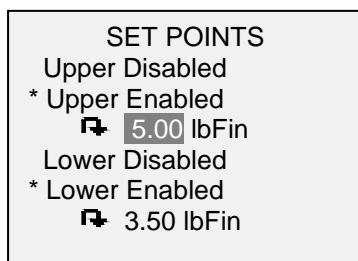 SET POINTS
Upper Disabled
* Upper Enabled
5.00 lbFin
Lower Disabled
* Lower Enabled
3.50 lbFin